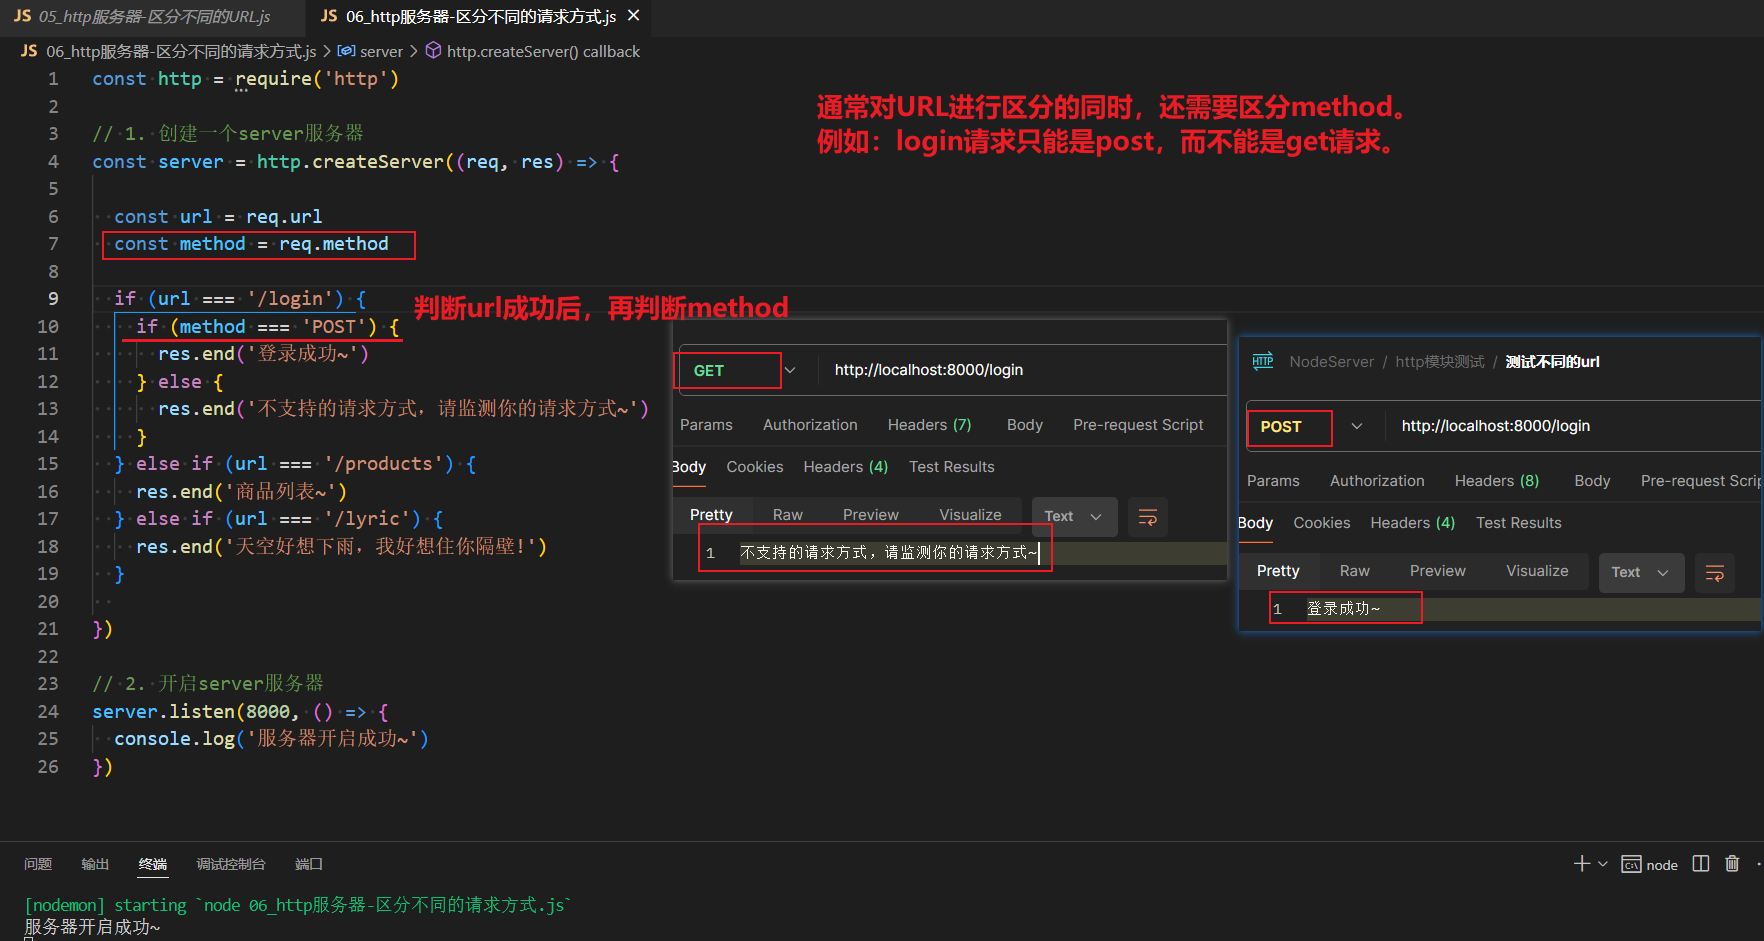 JS 05_http服务器-区分不同的URL.js
JS 06_http服务器-区分不同的请求方式.js
JS 06_http服务器-区分不同的请求方式.js > server > http.createServer() callback
1 const http = require('http')
2
3 // 1. 创建一个server服务器
4 const server = http.createServer((req, res) => {
5
6 const url = req.url
7 const method = req.method
8
9 if (url === '/login') {
10 if (method === 'POST') {
11 res.end('登录成功~')
12 } else {
13 res.end('不支持的请求方式，请监测你的请求方式~')
14 }
15 } else if (url === '/products') {
16 res.end('商品列表~')
17 } else if (url === '/lyric') {
18 res.end('天空好想下雨，我好想住你隔壁!')
19 }
20
21 })
22
23 // 2. 开启server服务器
24 server.listen(8000, () => {
25 console.log('服务器开启成功~')
26 })
通常对URL进行区分的同时，还需要区分method。
例如：login请求只能是post，而不能是get请求。
判断url成功后，再判断method
GET http://localhost:8000/login
Params Authorization Headers (7) Body Pre-request Script
Body Cookies Headers (4) Test Results
Pretty Raw Preview Visualize Text
1 不支持的请求方式，请监测你的请求方式~
HTTP NodeServer / http模块测试 / 测试不同的url
POST http://localhost:8000/login
Params Authorization Headers (8) Body Pre-request Scrip
Body Cookies Headers (4) Test Results
Pretty Raw Preview Visualize Text
1 登录成功~
问题 输出 终端 调试控制台 端口
node
[nodemon] starting `node 06_http服务器-区分不同的请求方式.js`
服务器开启成功~